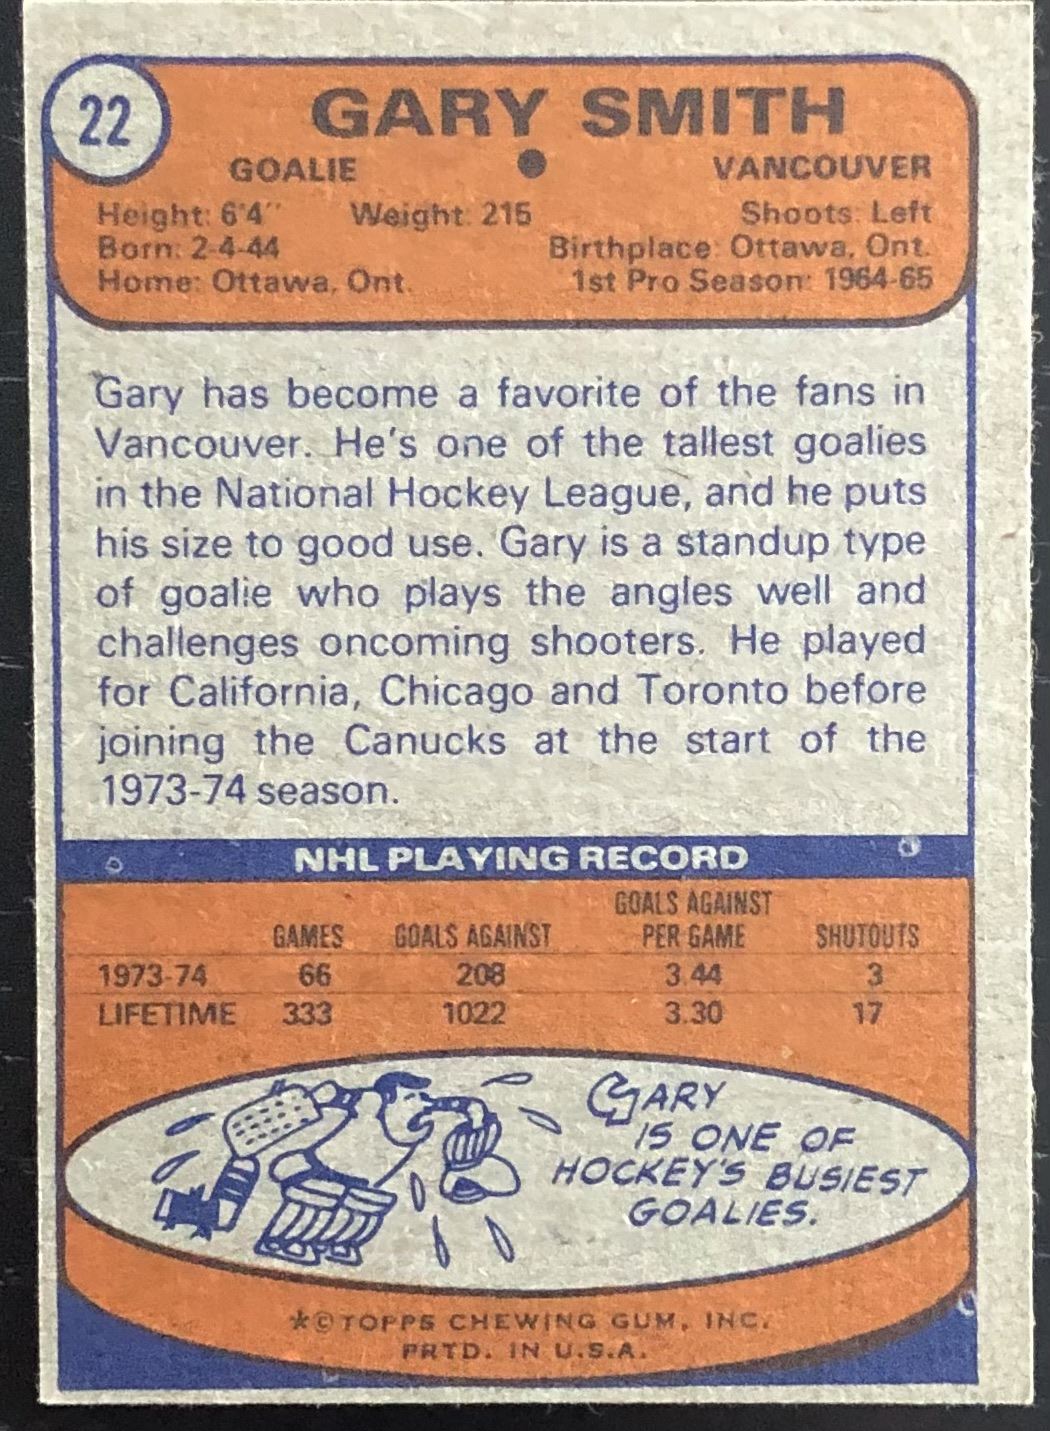 22
GARY SMITH
GOALIE • VANCOUVER
Height: 6'4" Weight: 215 Shoots: Left
Born: 2-4-44 Birthplace: Ottawa, Ont.
Home: Ottawa, Ont. 1st Pro Season: 1964-65
Gary has become a favorite of the fans in
Vancouver. He's one of the tallest goalies
in the National Hockey League, and he puts
his size to good use. Gary is a standup type
of goalie who plays the angles well and
challenges oncoming shooters. He played
for California, Chicago and Toronto before
joining the Canucks at the start of the
1973-74 season.
NHL PLAYING RECORD
GAMES GOALS AGAINST GOALS AGAINST PER GAME SHUTOUTS
1973-74 66 208 3.44 3
LIFETIME 333 1022 3.30 17
GARY
IS ONE OF
HOCKEY'S BUSIEST
GOALIES.
*©TOPPS CHEWING GUM, INC.
PRTD. IN U.S.A.